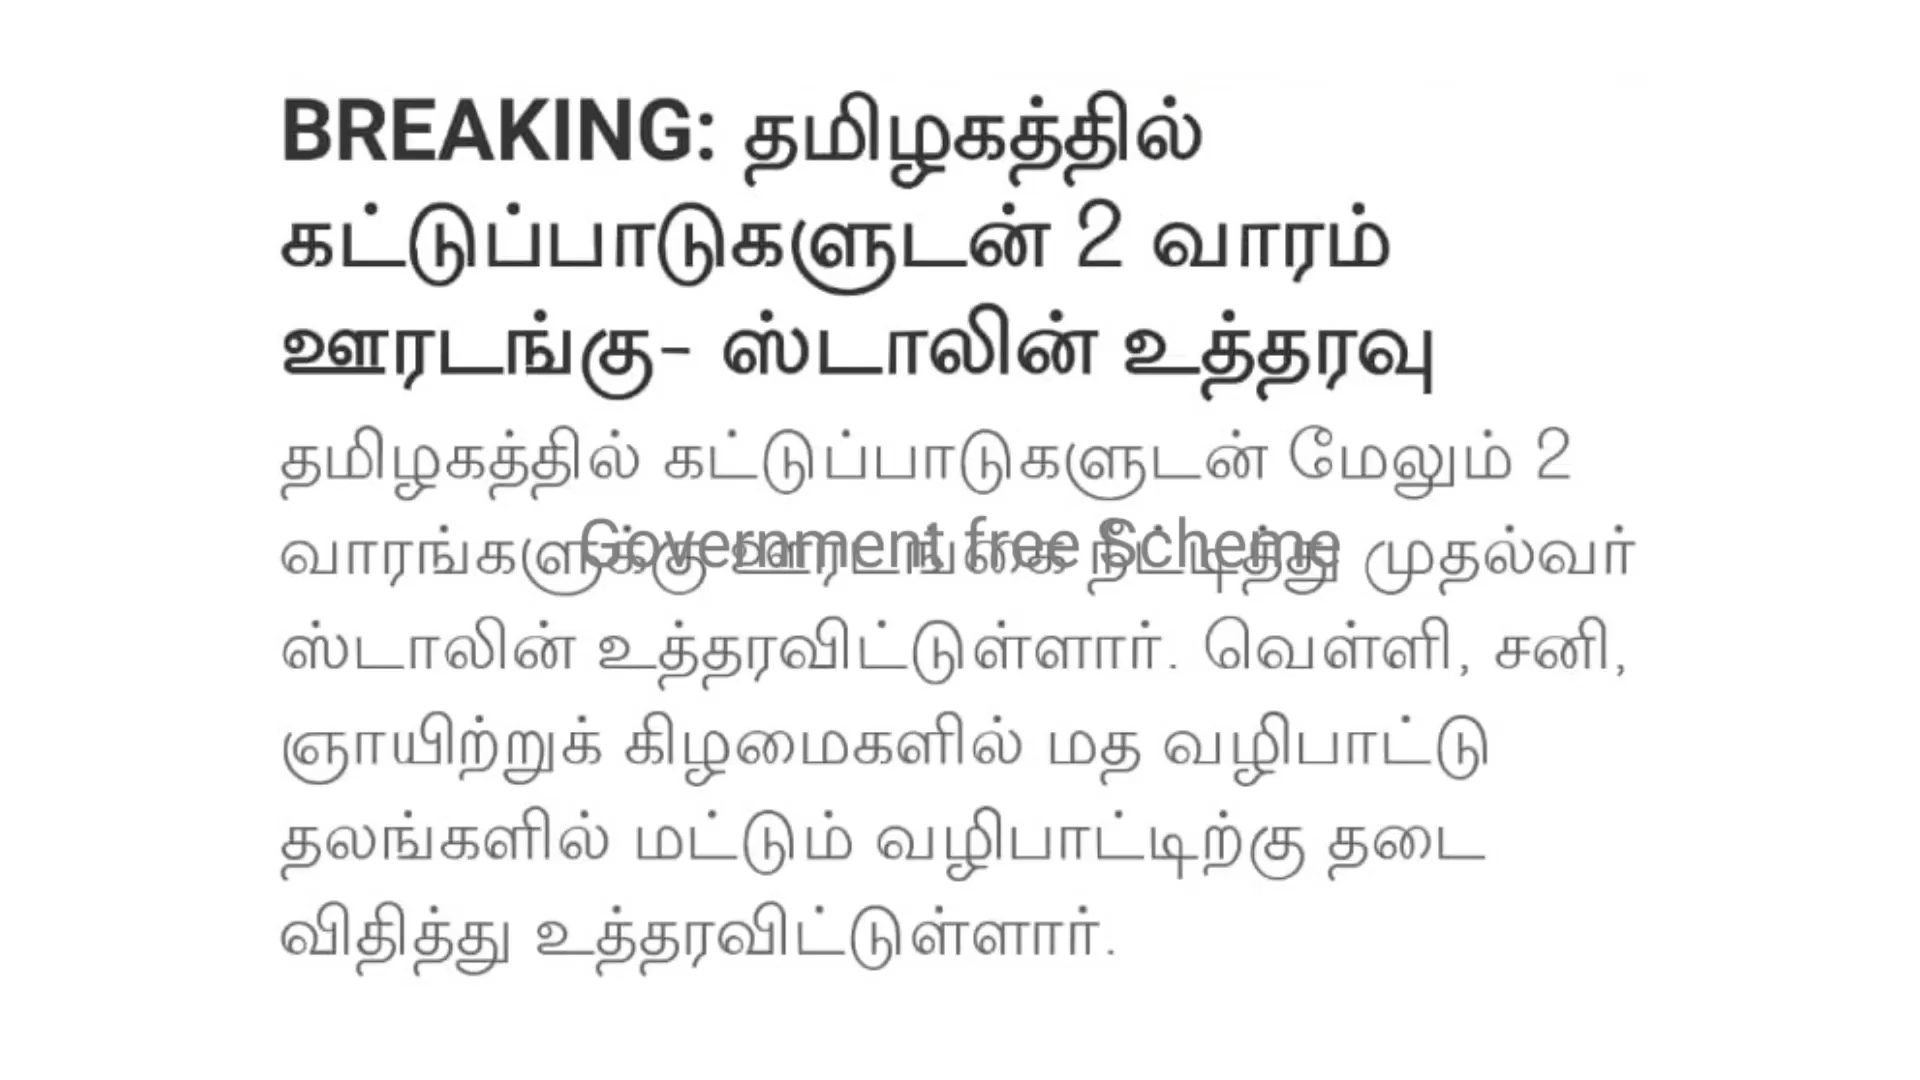 BREAKING: தமிழகத்தில்
கட்டுப்பாடுகளுடன் 2 வாரம்
ஊரடங்கு- ஸ்டாலின் உத்தரவு
தமிழகத்தில் கட்டுப்பாடுகளுடன் மேலும் 2
வாரங்களுக்கு ஊரடங்கை நீட்டித்து முதல்வர்
Government free Scheme
ஸ்டாலின் உத்தரவிட்டுள்ளார். வெள்ளி, சனி,
ஞாயிற்றுக் கிழமைகளில் மத வழிபாட்டு
தலங்களில் மட்டும் வழிபாட்டிற்கு தடை
விதித்து உத்தரவிட்டுள்ளார்.